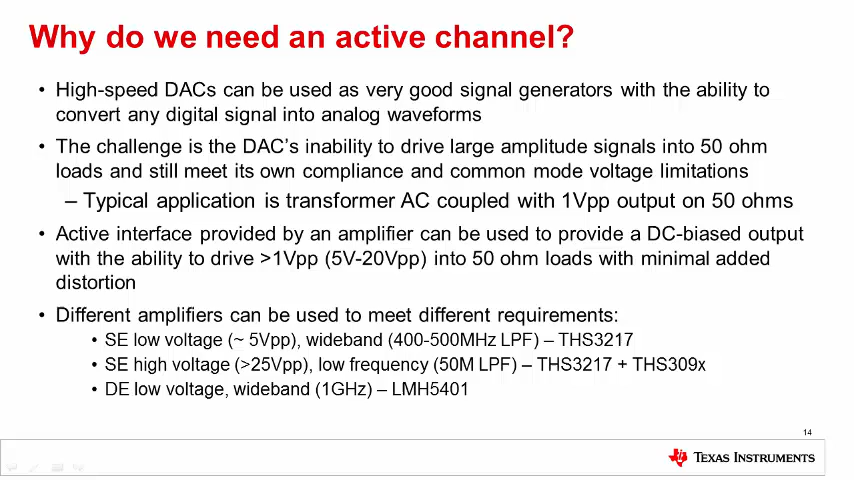 Why do we need an active channel?
• High-speed DACs can be used as very good signal generators with the ability to
convert any digital signal into analog waveforms
• The challenge is the DAC's inability to drive large amplitude signals into 50 ohm
loads and still meet its own compliance and common mode voltage limitations
– Typical application is transformer AC coupled with 1Vpp output on 50 ohms
• Active interface provided by an amplifier can be used to provide a DC-biased output
with the ability to drive >1Vpp (5V-20Vpp) into 50 ohm loads with minimal added
distortion
• Different amplifiers can be used to meet different requirements:
• SE low voltage (~ 5Vpp), wideband (400-500MHz LPF) – THS3217
• SE high voltage (>25Vpp), low frequency (50M LPF) – THS3217 + THS309x
• DE low voltage, wideband (1GHz) – LMH5401
14
TEXAS INSTRUMENTS